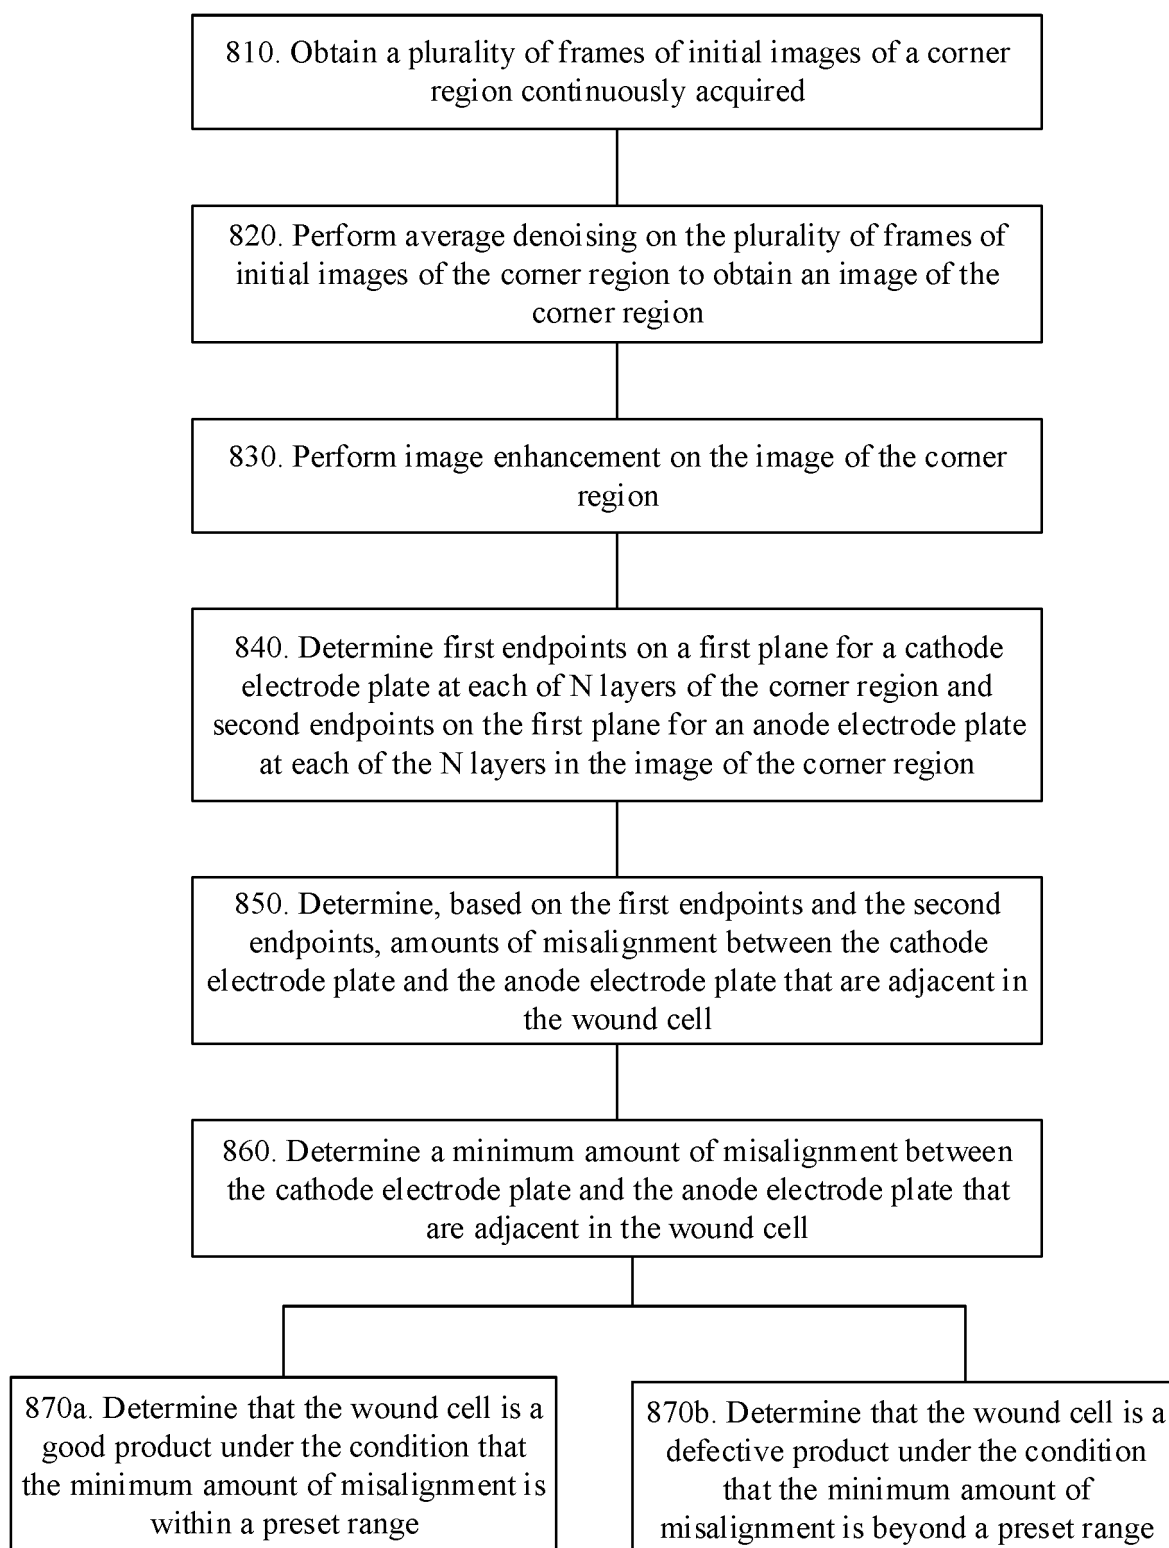 810. Obtain a plurality of frames of initial images of a corner
region continuously acquired
820. Perform average denoising on the plurality of frames of
initial images of the corner region to obtain an image of the
corner region
830. Perform image enhancement on the image of the corner
region
840. Determine first endpoints on a first plane for a cathode
electrode plate at each of N layers of the corner region and
second endpoints on the first plane for an anode electrode plate
at each of the N layers in the image of the corner region
850. Determine, based on the first endpoints and the second
endpoints, amounts of misalignment between the cathode
electrode plate and the anode electrode plate that are adjacent in
the wound cell
860. Determine a minimum amount of misalignment between
the cathode electrode plate and the anode electrode plate that
are adjacent in the wound cell
870a. Determine that the wound cell is a
good product under the condition that
the minimum amount of misalignment is
within a preset range
870b. Determine that the wound cell is a
defective product under the condition
that the minimum amount of
misalignment is beyond a preset range